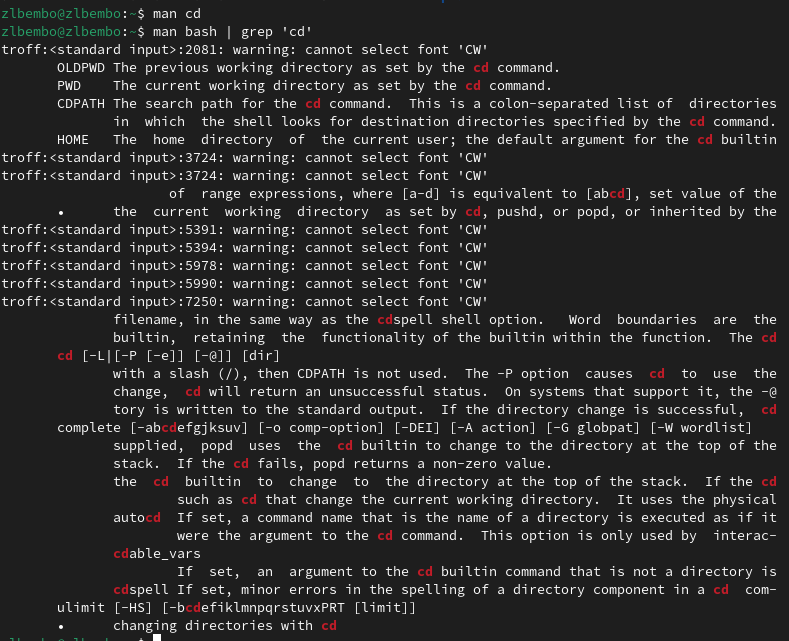 zlbembo@zlbembo:~$ man cd
zlbembo@zlbembo:~$ man bash | grep 'cd'
troff:<standard input>:2081: warning: cannot select font 'CW'
       OLDPWD The previous working directory as set by the cd command.
       PWD    The current working directory as set by the cd command.
       CDPATH The search path for the cd command.  This is a colon-separated list of  directories
              in  which  the shell looks for destination directories specified by the cd command.
       HOME   The  home  directory  of  the current user; the default argument for the cd builtin
troff:<standard input>:3724: warning: cannot select font 'CW'
troff:<standard input>:3724: warning: cannot select font 'CW'
                     of  range expressions, where [a-d] is equivalent to [abcd], set value of the
       •      the  current  working  directory  as set by cd, pushd, or popd, or inherited by the
troff:<standard input>:5391: warning: cannot select font 'CW'
troff:<standard input>:5394: warning: cannot select font 'CW'
troff:<standard input>:5978: warning: cannot select font 'CW'
troff:<standard input>:5990: warning: cannot select font 'CW'
troff:<standard input>:7250: warning: cannot select font 'CW'
              filename, in the same way as the cdspell shell option.   Word  boundaries  are  the
              builtin,  retaining  the  functionality of the builtin within the function.  The cd
       cd [-L|[-P [-e]] [-@]] [dir]
              with a slash (/), then CDPATH is not used.  The -P option  causes  cd  to  use  the
              change,  cd will return an unsuccessful status.  On systems that support it, the -@
              tory is written to the standard output.  If the directory change is successful,  cd
       complete [-abcdefgjksuv] [-o comp-option] [-DEI] [-A action] [-G globpat] [-W wordlist]
              supplied,  popd  uses  the  cd builtin to change to the directory at the top of the
              stack.  If the cd fails, popd returns a non-zero value.
              the  cd  builtin  to  change  to  the directory at the top of the stack.  If the cd
                      such as cd that change the current working directory.  It uses the physical
              autocd  If set, a command name that is the name of a directory is executed as if it
                      were the argument to the cd command.  This option is only used by  interac-
              cdable_vars
                      If  set,  an  argument to the cd builtin command that is not a directory is
              cdspell If set, minor errors in the spelling of a directory component in a cd  com-
       ulimit [-HS] [-bcdefiklmnpqrstuvxPRT [limit]]
       •      changing directories with cd
zlbembo@zlbembo:~$